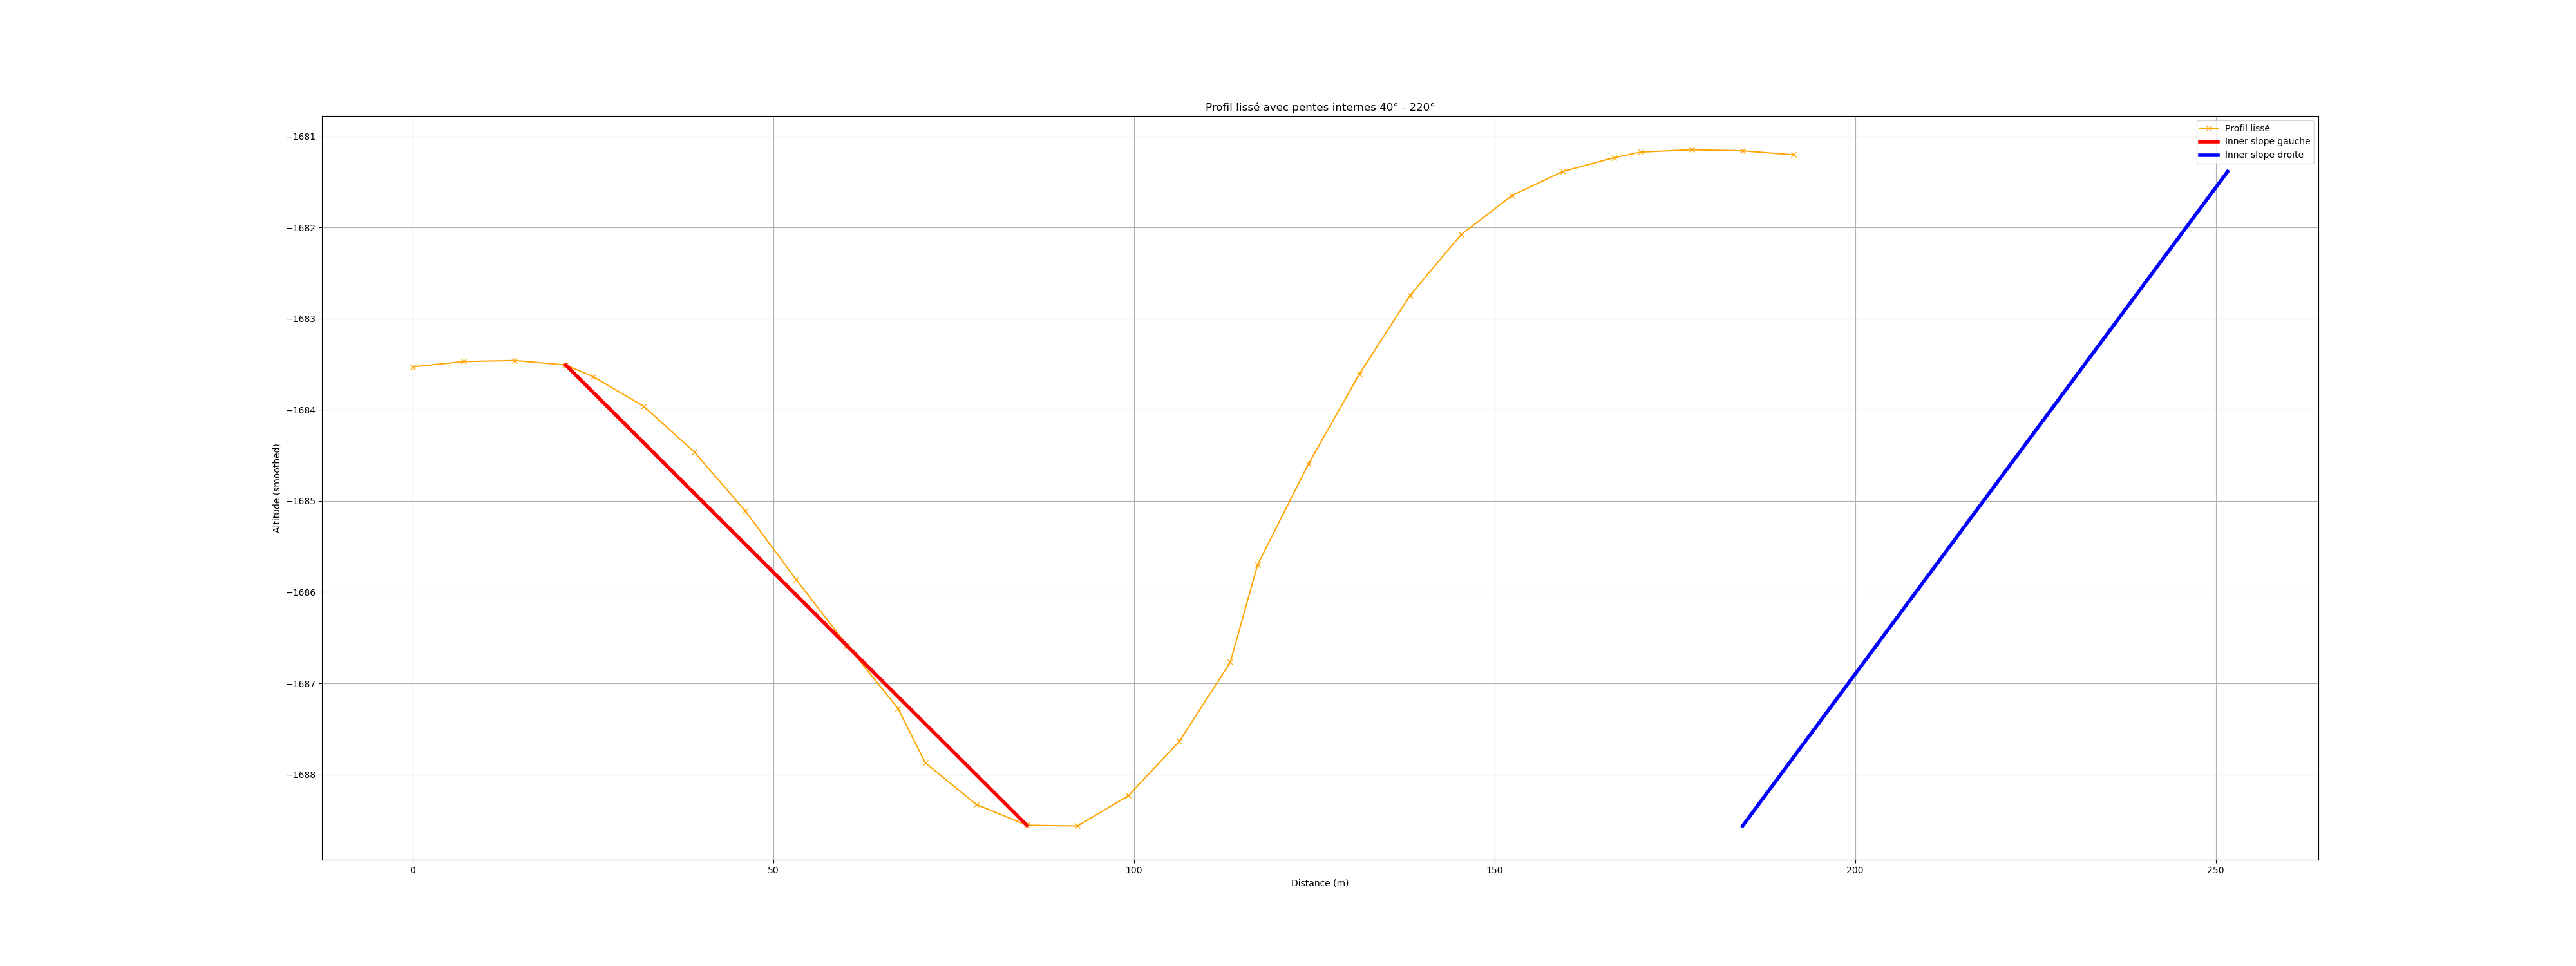 Profil lissé avec pentes internes 40° - 220°
Profil lissé
Inner slope gauche
Inner slope droite
−1681
−1682
−1683
−1684
−1685
−1686
−1687
−1688
Altitude (smoothed)
0
50
100
150
200
250
Distance (m)